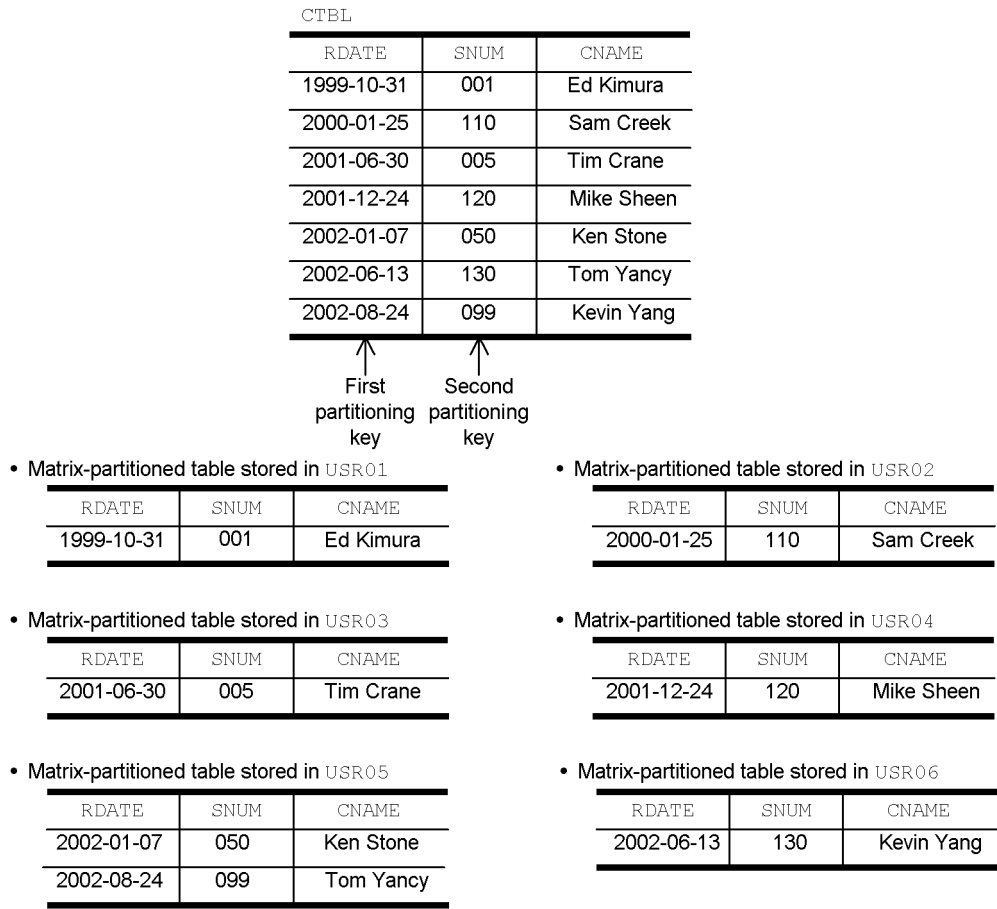 CTBL
RDATE SNUM CNAME
1999-10-31 001 Ed Kimura
2000-01-25 110 Sam Creek
2001-06-30 005 Tim Crane
2001-12-24 120 Mike Sheen
2002-01-07 050 Ken Stone
2002-06-13 130 Tom Yancy
2002-08-24 099 Kevin Yang
First partitioning key
Second partitioning key
• Matrix-partitioned table stored in USR01
RDATE SNUM CNAME
1999-10-31 001 Ed Kimura
• Matrix-partitioned table stored in USR02
RDATE SNUM CNAME
2000-01-25 110 Sam Creek
• Matrix-partitioned table stored in USR03
RDATE SNUM CNAME
2001-06-30 005 Tim Crane
• Matrix-partitioned table stored in USR04
RDATE SNUM CNAME
2001-12-24 120 Mike Sheen
• Matrix-partitioned table stored in USR05
RDATE SNUM CNAME
2002-01-07 050 Ken Stone
2002-08-24 099 Tom Yancy
• Matrix-partitioned table stored in USR06
RDATE SNUM CNAME
2002-06-13 130 Kevin Yang